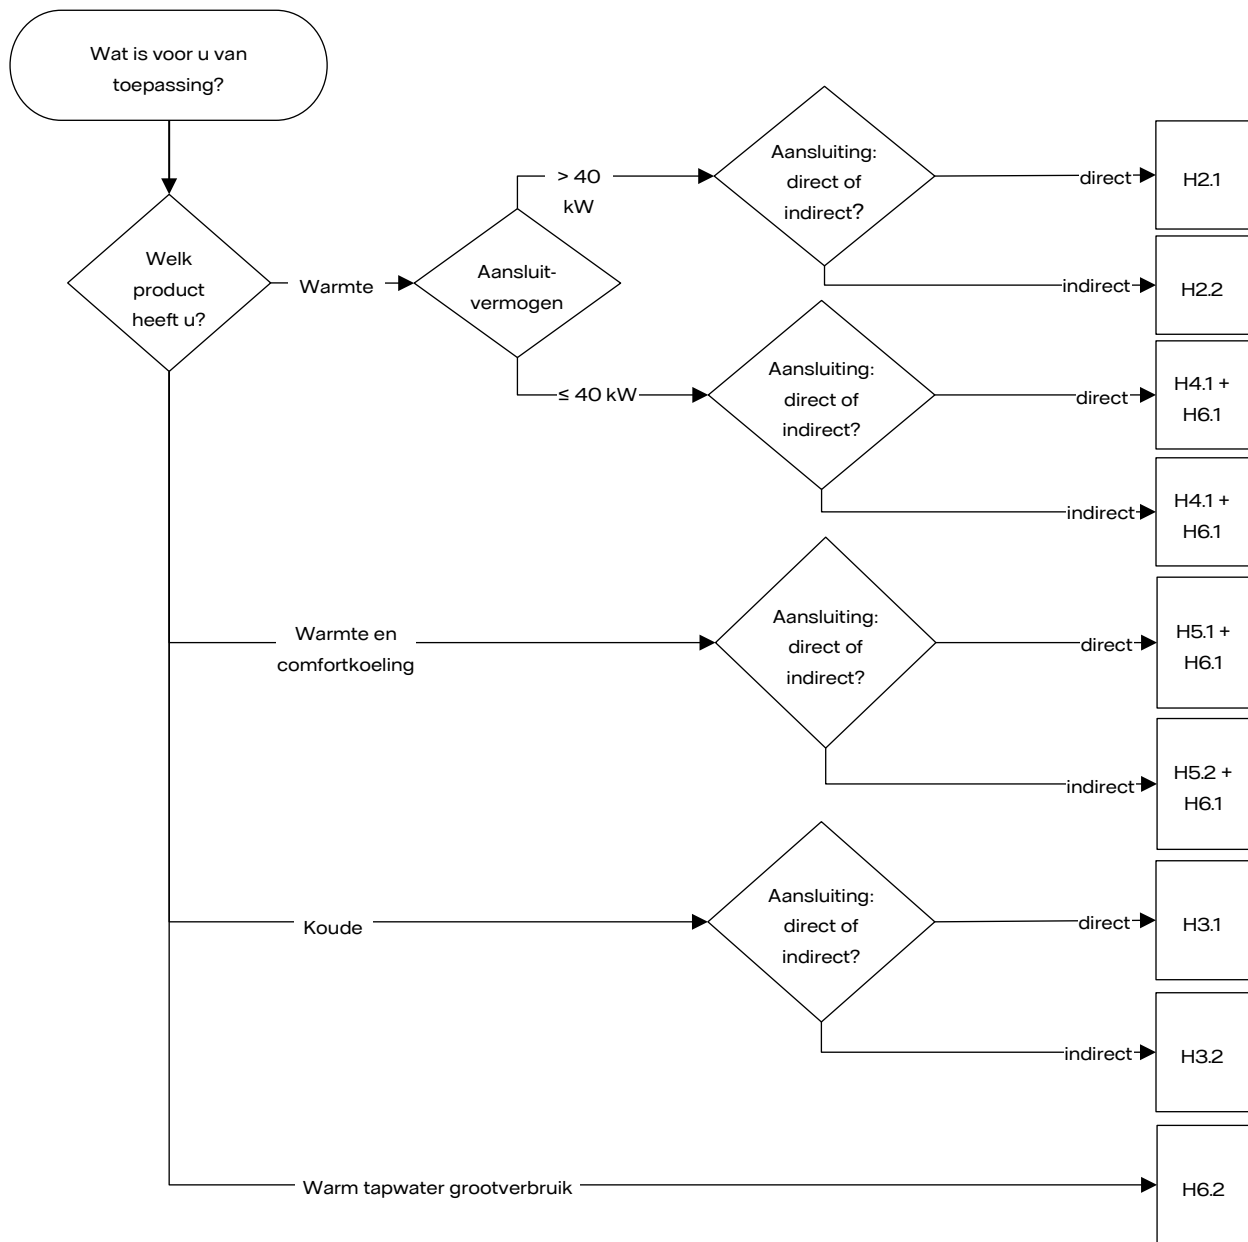 Wat is voor u van
toepassing?
Welk
product
heeft u?
Warmte
Aansluit-
vermogen
> 40
kW
Aansluiting:
direct of
indirect?
direct
H2.1
indirect
H2.2
≤ 40 kW
Aansluiting:
direct of
indirect?
direct
H4.1 +
H6.1
indirect
H4.1 +
H6.1
Warmte en
comfortkoeling
Aansluiting:
direct of
indirect?
direct
H5.1 +
H6.1
indirect
H5.2 +
H6.1
Koude
Aansluiting:
direct of
indirect?
direct
H3.1
indirect
H3.2
Warm tapwater grootverbruik
H6.2